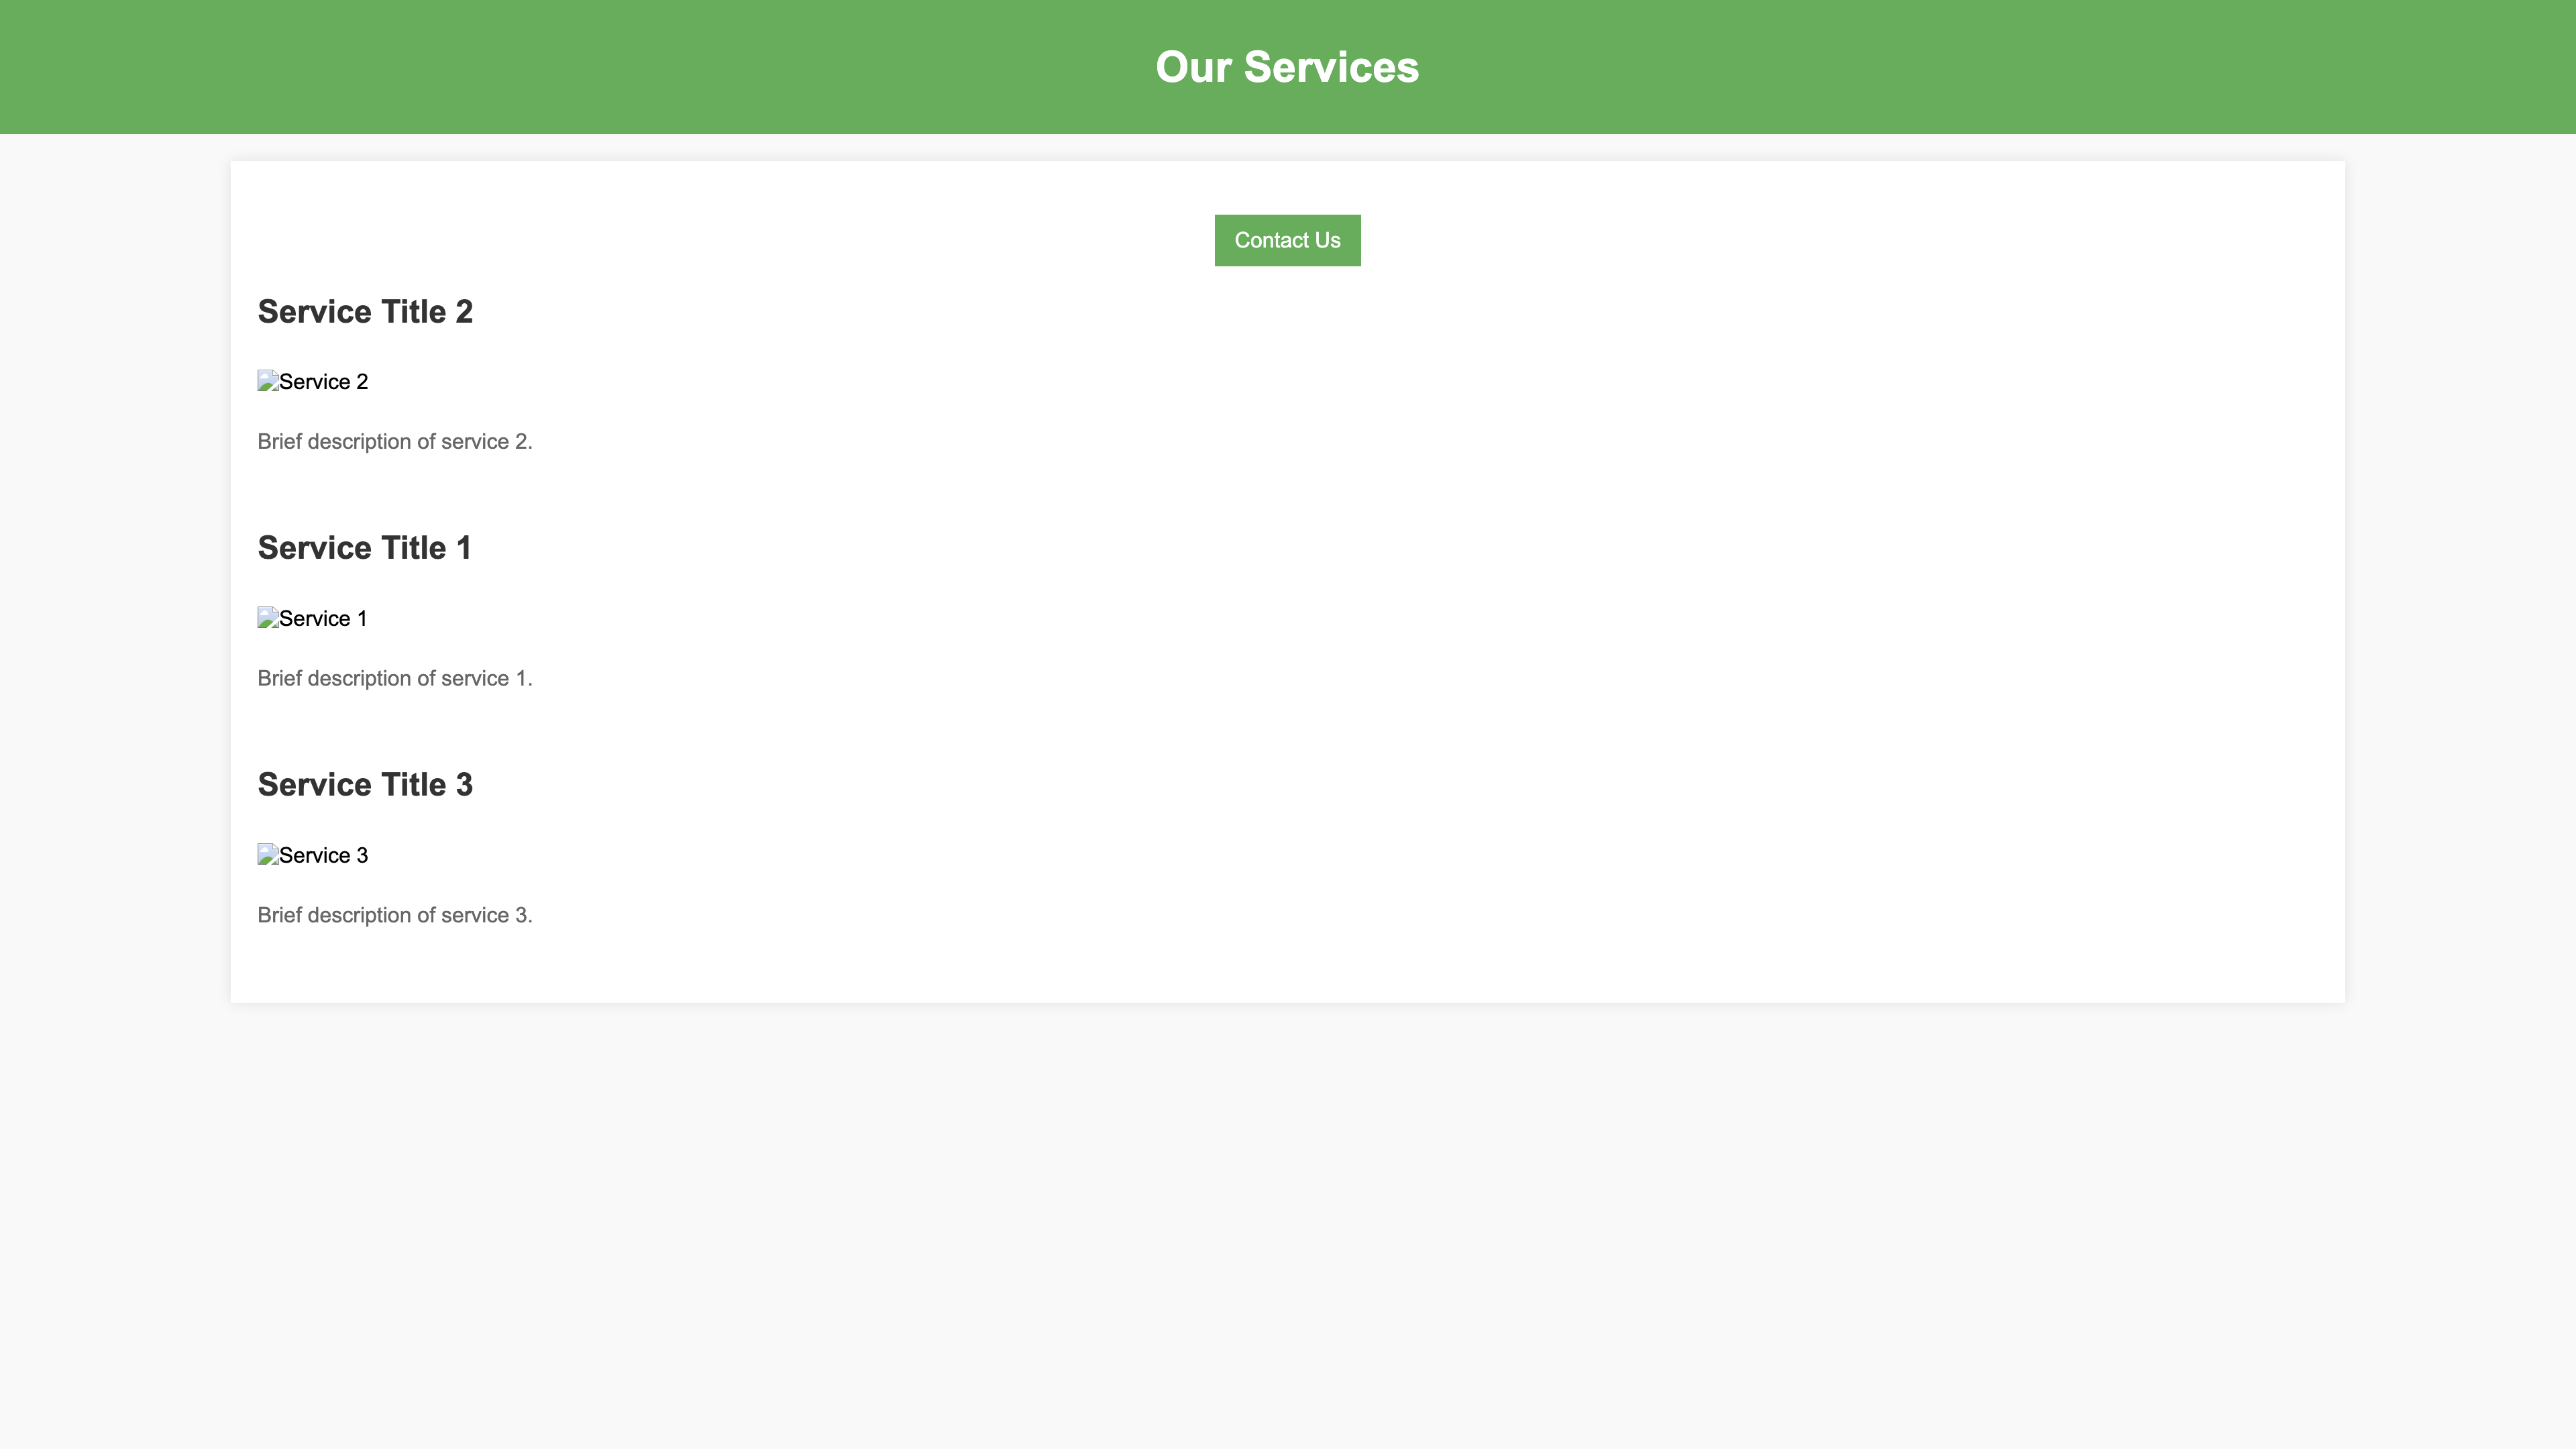 Our Services
Contact Us
Service Title 2
Service 2
Brief description of service 2.
Service Title 1
Service 1
Brief description of service 1.
Service Title 3
Service 3
Brief description of service 3.